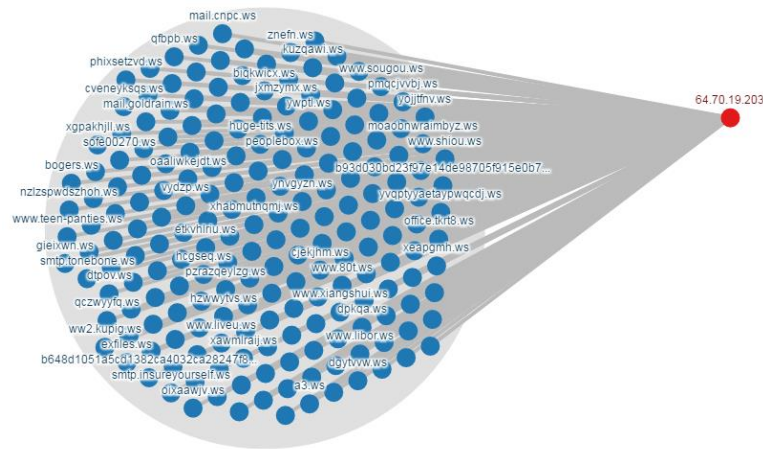 mail.cnpc.ws
znefn.ws
qfbpb.ws
kuzqawi.ws
phixsetzvd.ws
www.sougou.ws
biqkwicx.ws
pmqcjvvbj.ws
cveneyksqs.ws
jxmzymx.ws
yojjtfnv.ws
64.70.19.203
mail.goldrain.ws
ywptl.ws
xgpakhjll.ws
huge-tits.ws
moaobhwraimbyz.ws
sofe00270.ws
peoplebox.ws
www.shiou.ws
bogers.ws
oaaliwkejdt.ws
b93d030bd23f97e14de98705f915e0b7...
nzlzspwdszhoh.ws
vydzp.ws
ynvgyzn.ws
yvqptyyaetaypwqcdj.ws
www.teen-panties.ws
xhabmutnqmj.ws
office.tkrt8.ws
etkvhlnu.ws
gieixwn.ws
xeapgmh.ws
smtp.tonebone.ws
hcgseq.ws
cjekjhm.ws
dtpov.ws
pzrazqeylzg.ws
www.80t.ws
qczwyyfq.ws
hzwwytvs.ws
www.xiangshui.ws
dpkqa.ws
ww2.kupig.ws
www.liveu.ws
exfiles.ws
xawmlraij.ws
www.libor.ws
b648d1051a5cd1382ca4032ca28247f8...
dgytvvw.ws
smtp.insureyourself.ws
a3.ws
oixaawjv.ws